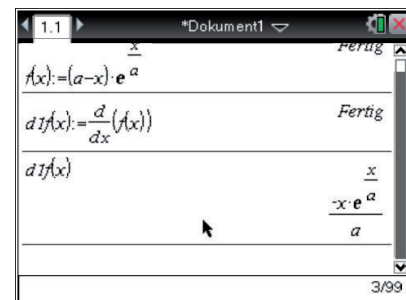 1.1 *Dokument1
f(x):=(a-x)·e^(x/a) Fertig
d1f(x):=d/dx(f(x)) Fertig
d1f(x) -x·e^(x/a)/a
3/99